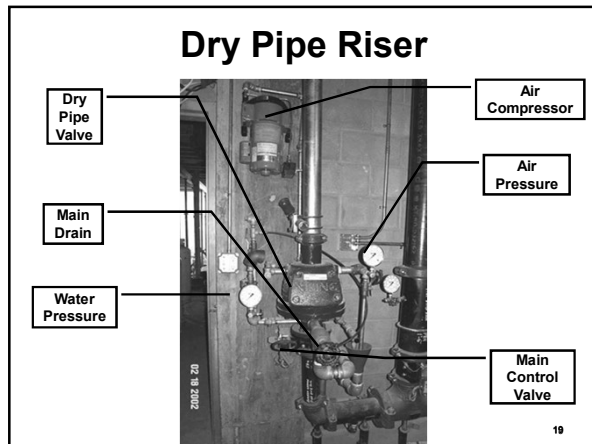 Dry Pipe Riser
Dry
Pipe
Valve
Air
Compressor
Air
Pressure
Main
Drain
Water
Pressure
Main
Control
Valve
02 18 2002
19